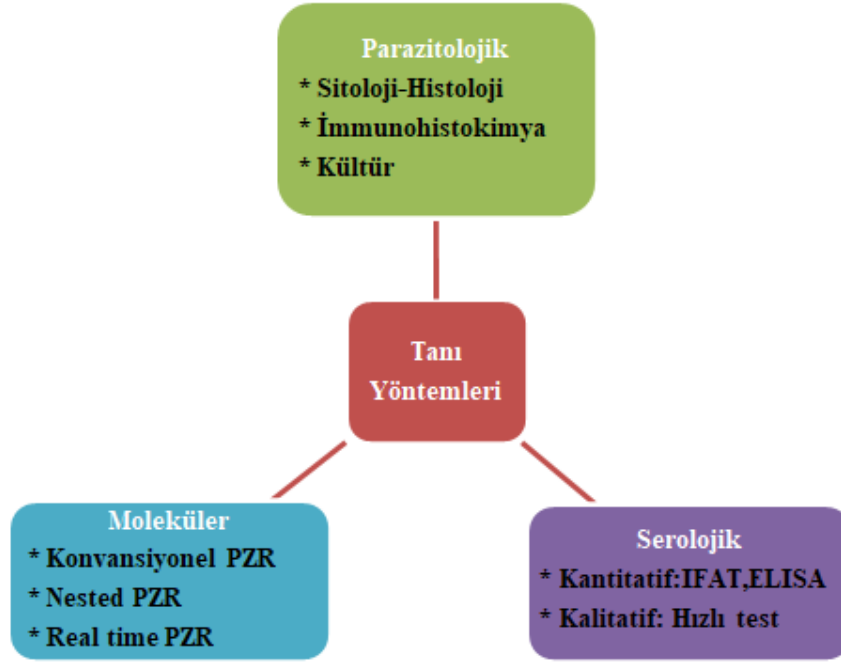 Parazitolojik
* Sitoloji-Histoloji
* İmmunohistokimya
* Kültür
Tanı
Yöntemleri
Moleküler
* Konvansiyonel PZR
* Nested PZR
* Real time PZR
Serolojik
* Kantitatif:IFAT,ELISA
* Kalitatif: Hızlı test